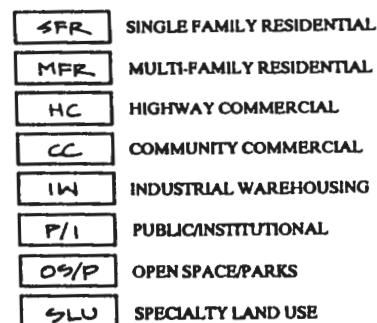 SFR SINGLE FAMILY RESIDENTIAL
MFR MULTI-FAMILY RESIDENTIAL
HC HIGHWAY COMMERCIAL
CC COMMUNITY COMMERCIAL
IW INDUSTRIAL WAREHOUSING
P/I PUBLIC/INSTITUTIONAL
OS/P OPEN SPACE/PARKS
SLU SPECIALTY LAND USE